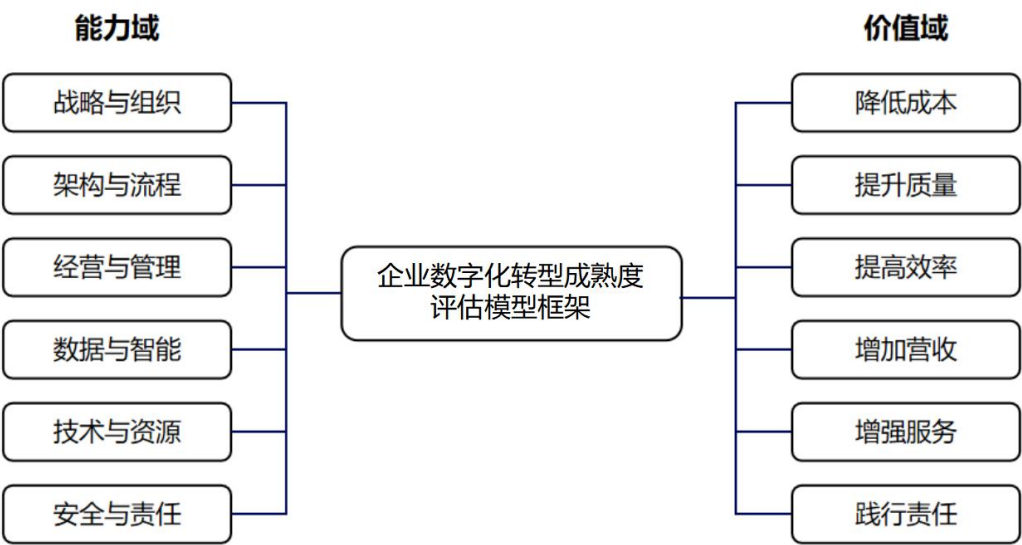 能力域
价值域
战略与组织
架构与流程
经营与管理
数据与智能
技术与资源
安全与责任
企业数字化转型成熟度
评估模型框架
降低成本
提升质量
提高效率
增加营收
增强服务
践行责任